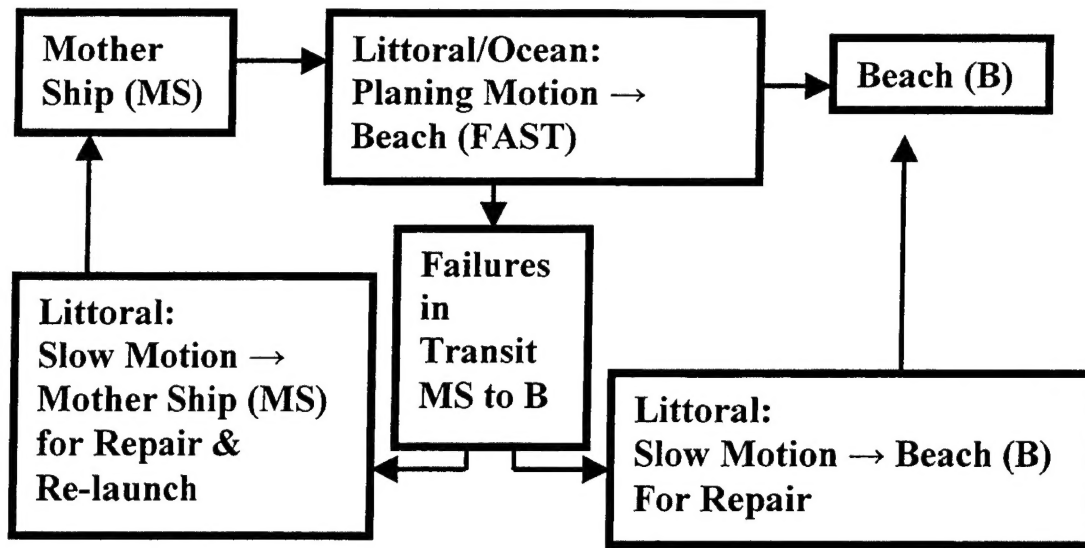 Mother
Ship (MS)
Littoral/Ocean:
Planing Motion →
Beach (FAST)
Beach (B)
Failures
in
Transit
MS to B
Littoral:
Slow Motion →
Mother Ship (MS)
for Repair &
Re-launch
Littoral:
Slow Motion → Beach (B)
For Repair